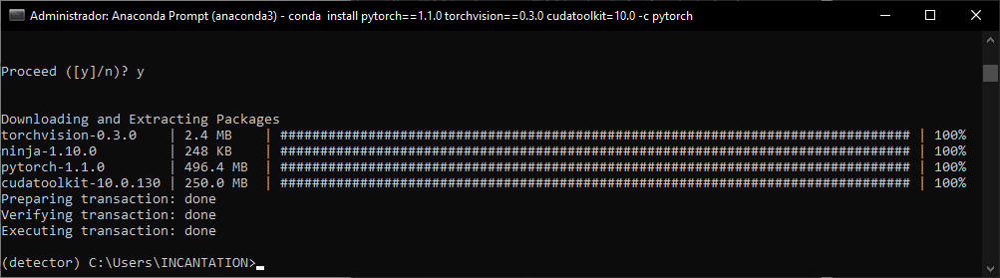 Administrador: Anaconda Prompt (anaconda3) - conda  install pytorch==1.1.0 torchvision==0.3.0 cudatoolkit=10.0 -c pytorch
Proceed ([y]/n)? y
Downloading and Extracting Packages
torchvision-0.3.0    | 2.4 MB    | ############################################################################### | 100%
ninja-1.10.0         | 248 KB    | ############################################################################### | 100%
pytorch-1.1.0        | 496.4 MB  | ############################################################################### | 100%
cudatoolkit-10.0.130 | 250.0 MB  | ############################################################################### | 100%
Preparing transaction: done
Verifying transaction: done
Executing transaction: done
(detector) C:\Users\INCANTATION>